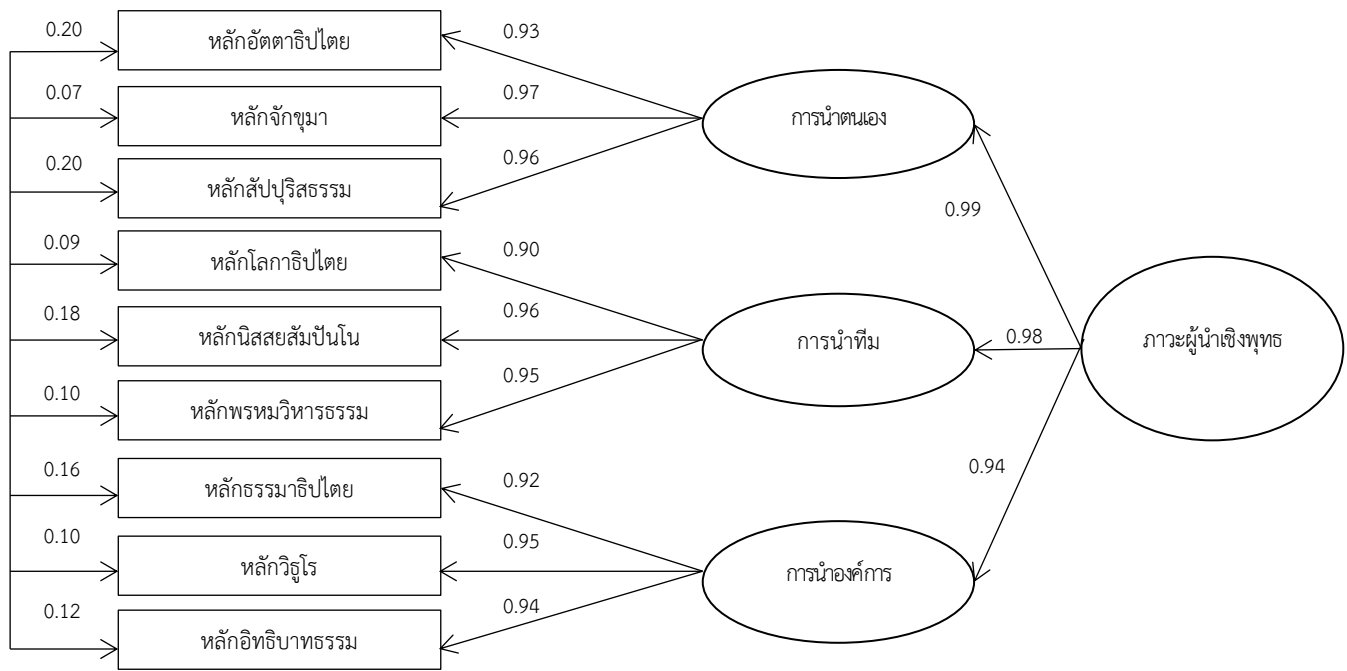 0.20 หลักอัตตาธิปไตย 0.93
0.07 หลักจักขุมา 0.97 การนำตนเอง
0.20 หลักสัปปุริสธรรม 0.96
0.99
0.09 หลักโลกาธิปไตย 0.90
0.18 หลักนิสสยสัมปันโน 0.96 การนำทีม 0.98 ภาวะผู้นำเชิงพุทธ
0.10 หลักพรหมวิหารธรรม 0.95
0.94
0.16 หลักธรรมาธิปไตย 0.92
0.10 หลักวิธูโร 0.95 การนำองค์การ
0.12 หลักอิทธิบาทธรรม 0.94